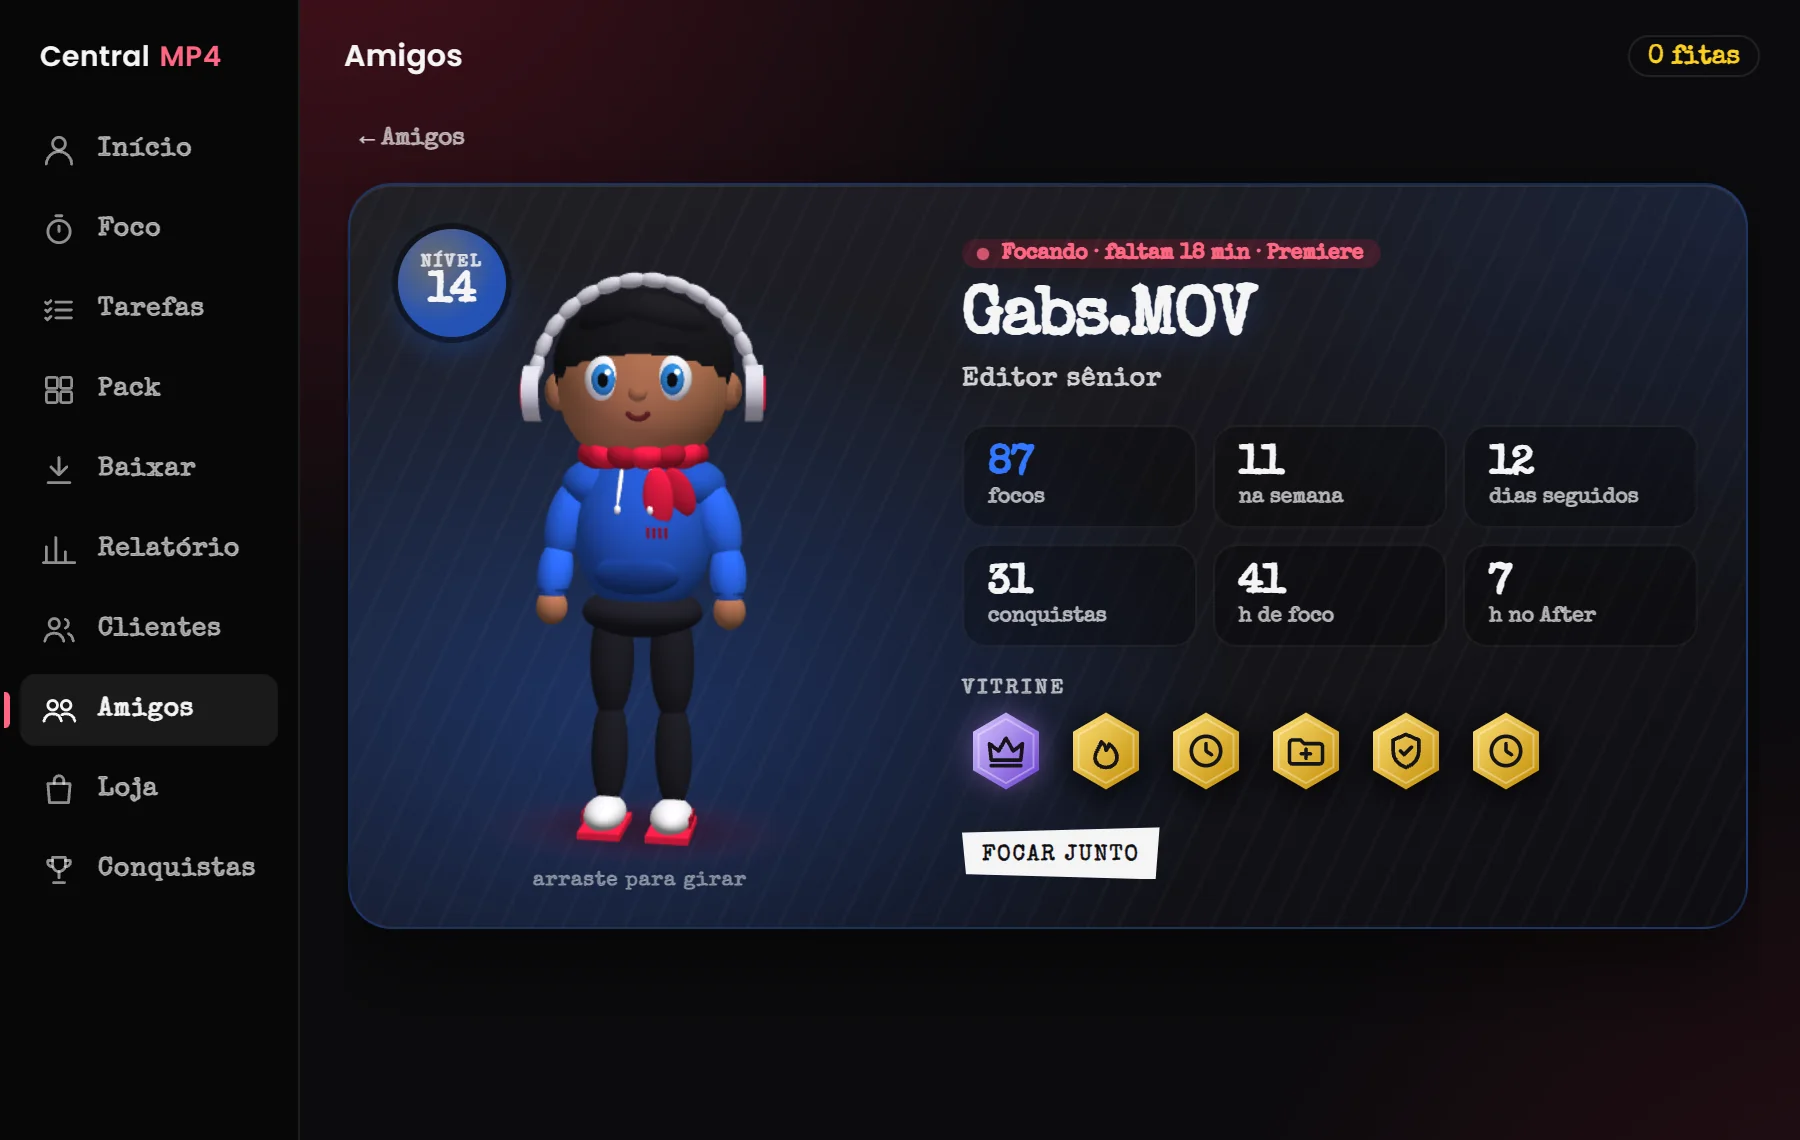 Central MP4
Início
Foco
Tarefas
Pack
Baixar
Relatório
Clientes
Amigos
Loja
Conquistas
Amigos
0 fitas
← Amigos
NÍVEL
14
arraste para girar
Focando · faltam 18 min · Premiere
Gabs.MOV
Editor sênior
87
focos
11
na semana
12
dias seguidos
31
conquistas
41
h de foco
7
h no After
VITRINE
FOCAR JUNTO